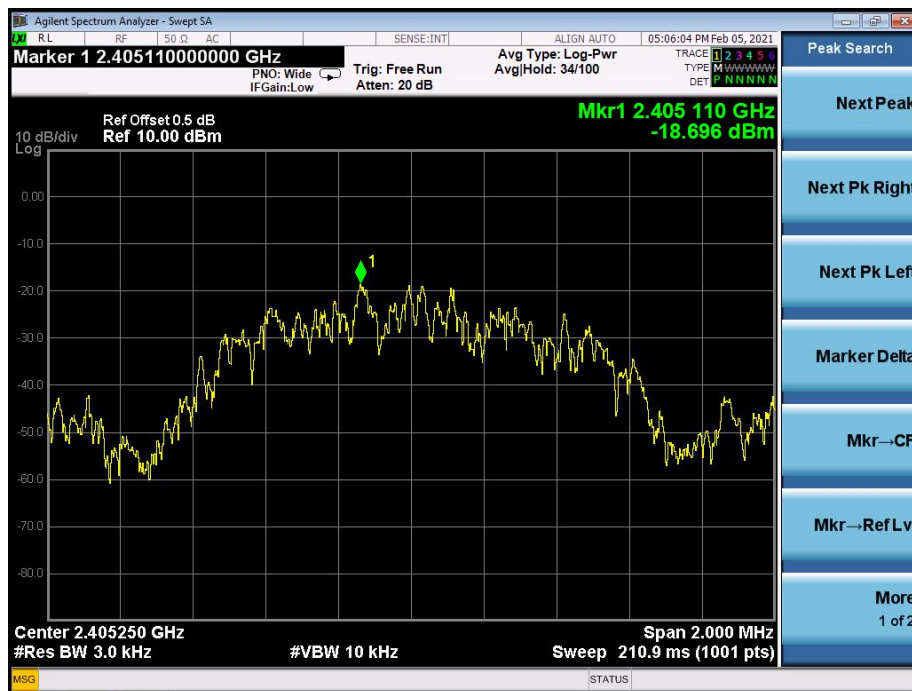 Agilent Spectrum Analyzer - Swept SA
LXI RL RF 50 Ω AC SENSE:INT ALIGN AUTO 05:06:04 PM Feb 05, 2021
Marker 1 2.405110000000 GHz
PNO: Wide Trig: Free Run
IFGain:Low Atten: 20 dB
Avg Type: Log-Pwr
Avg|Hold: 34/100
TRACE 1 2 3 4 5 6
TYPE M W W W W W
DET P N N N N N
Mkr1 2.405 110 GHz
-18.696 dBm
Ref Offset 0.5 dB
10 dB/div Ref 10.00 dBm
Log
0.00
-10.0
-20.0
-30.0
-40.0
-50.0
-60.0
-70.0
-80.0
1
Center 2.405250 GHz Span 2.000 MHz
#Res BW 3.0 kHz #VBW 10 kHz Sweep 210.9 ms (1001 pts)
MSG STATUS
Peak Search
Next Peak
Next Pk Right
Next Pk Left
Marker Delta
Mkr→CF
Mkr→Ref Lv
More
1 of 2